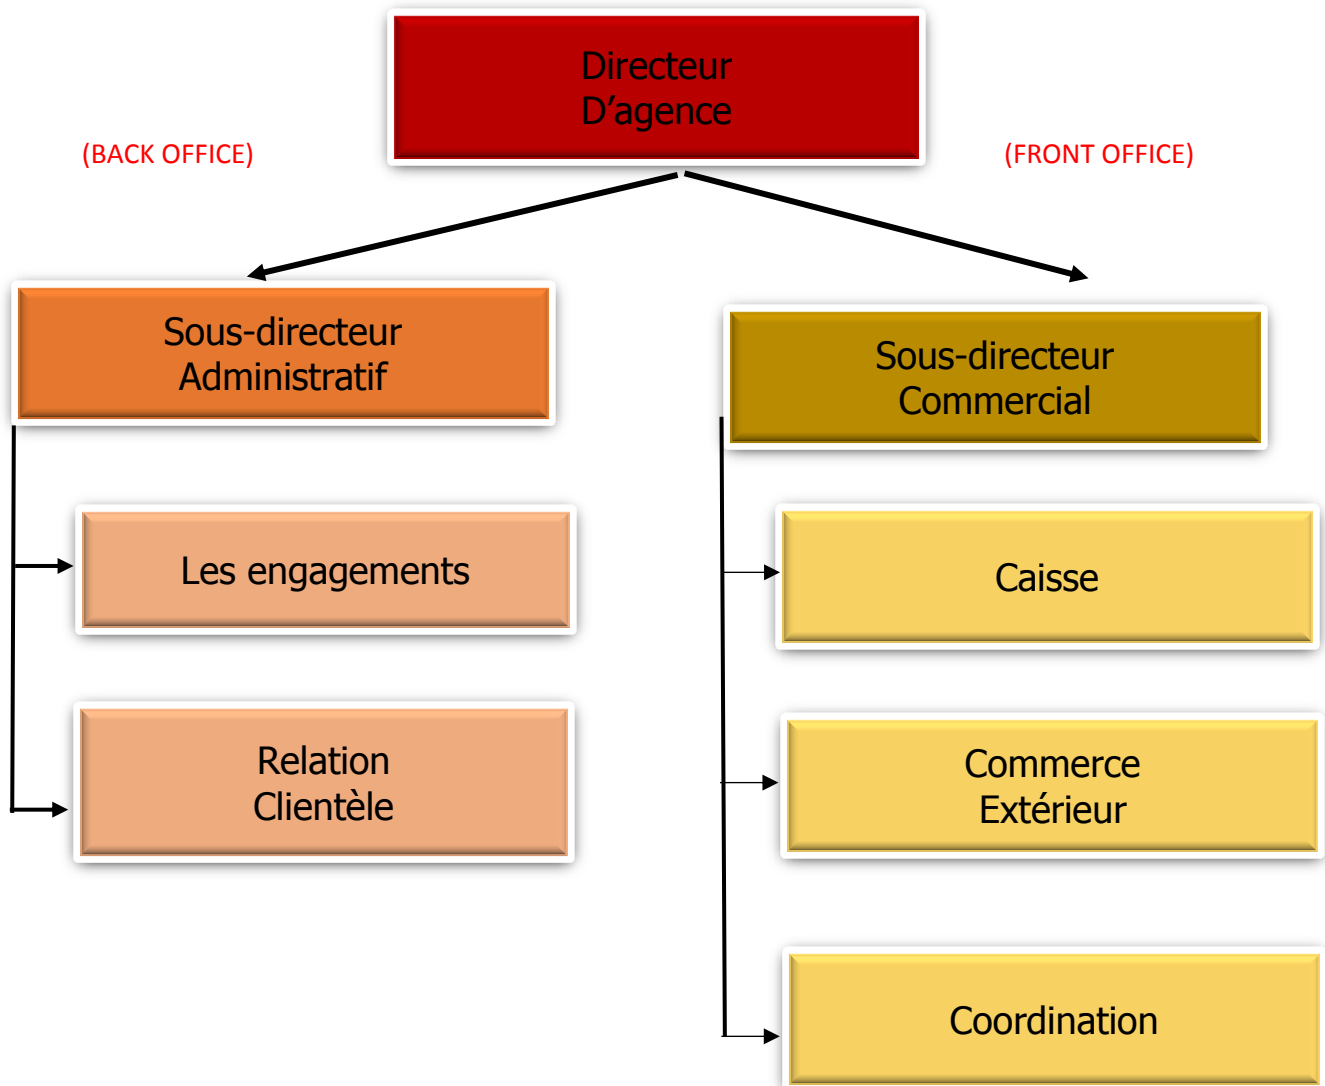 Directeur
D’agence
(BACK OFFICE)
(FRONT OFFICE)
Sous-directeur
Administratif
Sous-directeur
Commercial
Les engagements
Caisse
Relation
Clientèle
Commerce
Extérieur
Coordination